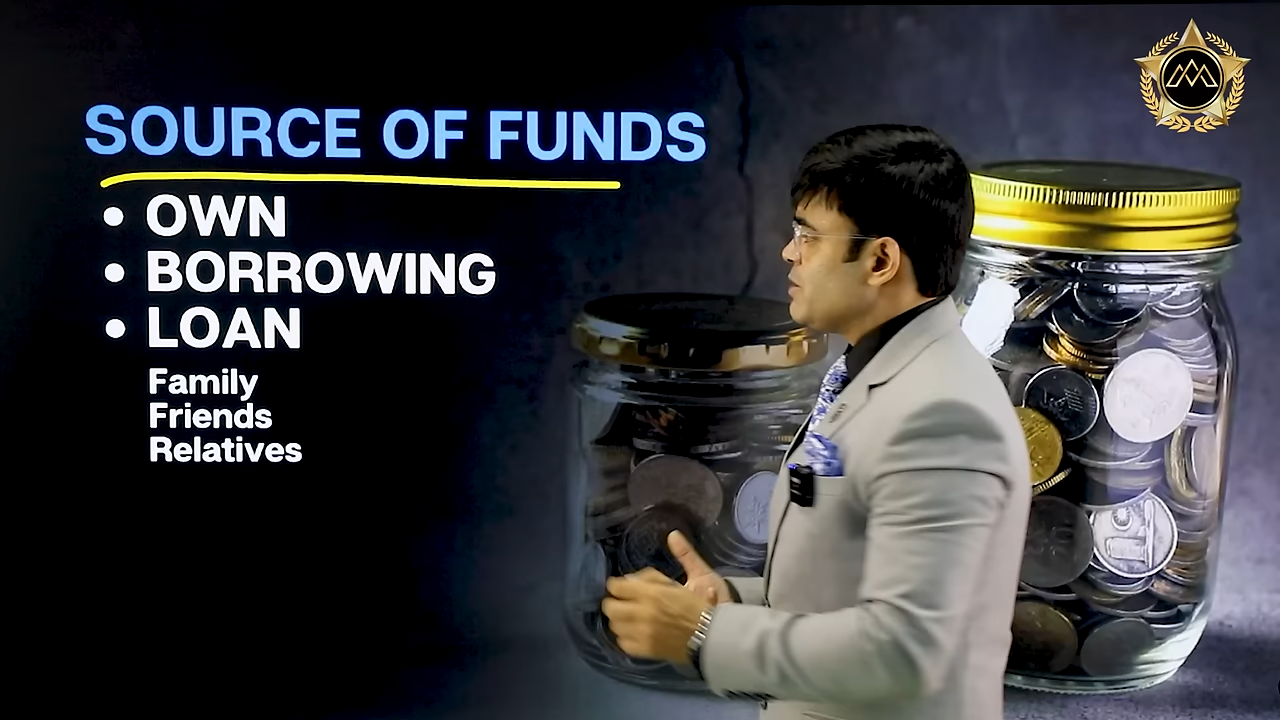 SOURCE OF FUNDS
• OWN
• BORROWING
• LOAN
Family
Friends
Relatives